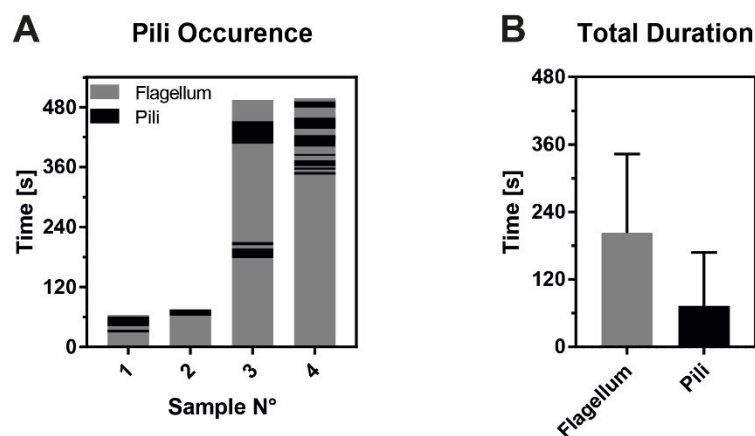 A
Pili Occurence
Flagellum
Pili
Time [s]
480
360
240
120
0
1
2
3
4
Sample N°
B
Total Duration
Time [s]
480
360
240
120
0
Flagellum
Pili